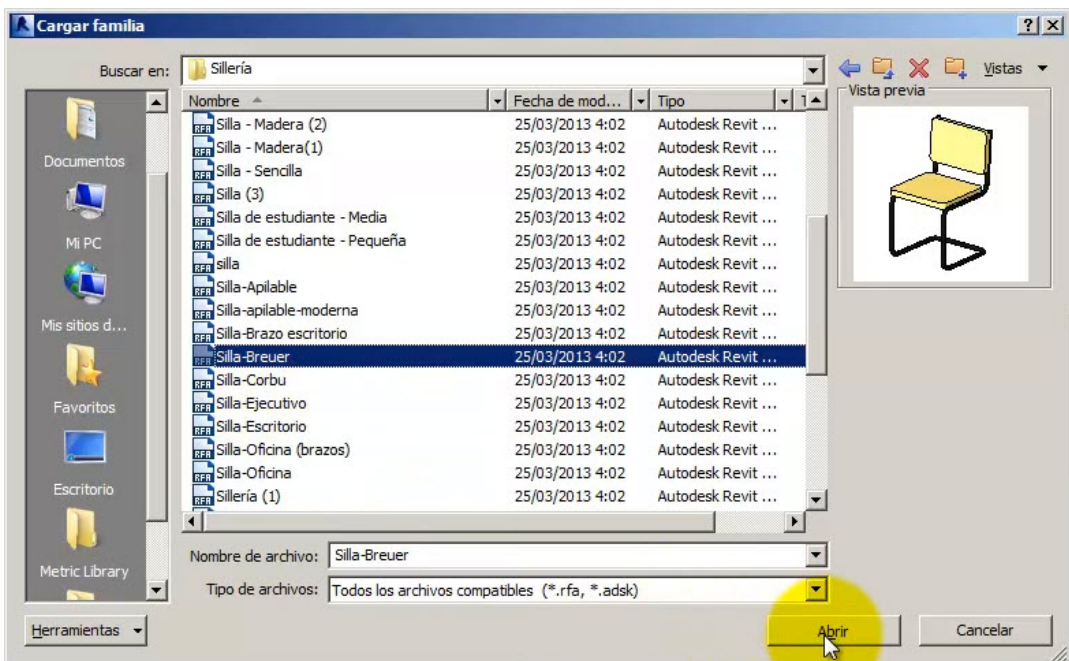 Cargar familia
Buscar en: Sillería
Vistas
Nombre Fecha de mod... Tipo
Vista previa
Silla - Madera (2) 25/03/2013 4:02 Autodesk Revit ...
Silla - Madera(1) 25/03/2013 4:02 Autodesk Revit ...
Silla - Sencilla 25/03/2013 4:02 Autodesk Revit ...
Silla (3) 25/03/2013 4:02 Autodesk Revit ...
Silla de estudiante - Media 25/03/2013 4:02 Autodesk Revit ...
Silla de estudiante - Pequeña 25/03/2013 4:02 Autodesk Revit ...
silla 25/03/2013 4:02 Autodesk Revit ...
Silla-Apilable 25/03/2013 4:02 Autodesk Revit ...
Silla-apilable-moderna 25/03/2013 4:02 Autodesk Revit ...
Silla-Brazo escritorio 25/03/2013 4:02 Autodesk Revit ...
Silla-Breuer 25/03/2013 4:02 Autodesk Revit ...
Silla-Corbu 25/03/2013 4:02 Autodesk Revit ...
Silla-Ejecutivo 25/03/2013 4:02 Autodesk Revit ...
Silla-Escritorio 25/03/2013 4:02 Autodesk Revit ...
Silla-Oficina (brazos) 25/03/2013 4:02 Autodesk Revit ...
Silla-Oficina 25/03/2013 4:02 Autodesk Revit ...
Sillería (1) 25/03/2013 4:02 Autodesk Revit ...
Documentos
Mi PC
Mis sitios d...
Favoritos
Escritorio
Metric Library
Nombre de archivo: Silla-Breuer
Tipo de archivos: Todos los archivos compatibles (*.rfa, *.adsk)
Herramientas
Abrir
Cancelar